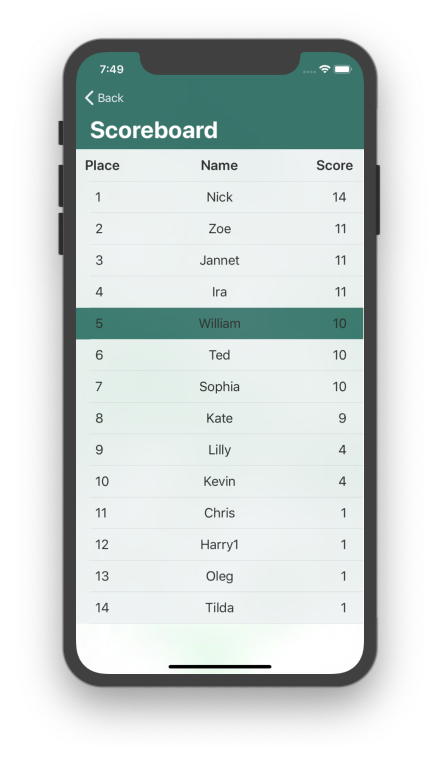 7:49
Back
Scoreboard
Place Name Score
1 Nick 14
2 Zoe 11
3 Jannet 11
4 Ira 11
5 William 10
6 Ted 10
7 Sophia 10
8 Kate 9
9 Lilly 4
10 Kevin 4
11 Chris 1
12 Harry1 1
13 Oleg 1
14 Tilda 1